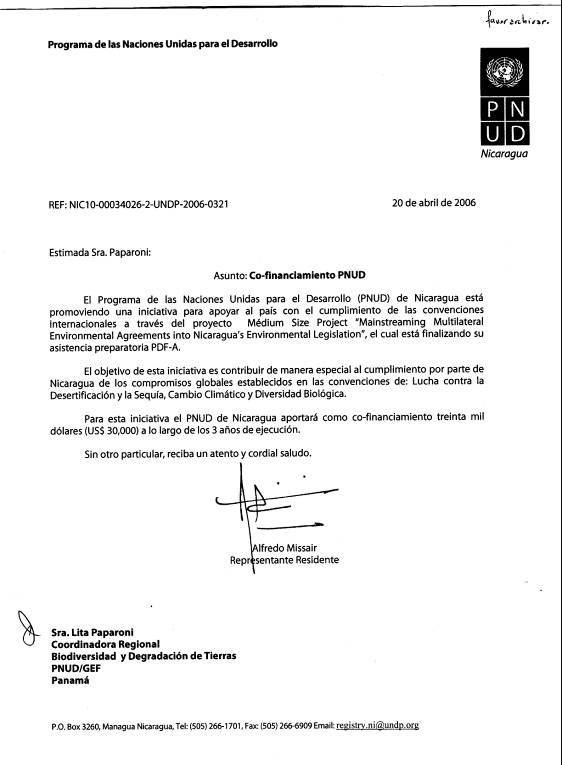 favor archivar.
Programa de las Naciones Unidas para el Desarrollo
P N
U D
Nicaragua
REF: NIC10-00034026-2-UNDP-2006-0321
20 de abril de 2006
Estimada Sra. Paparoni:
Asunto: Co-financiamiento PNUD
El Programa de las Naciones Unidas para el Desarrollo (PNUD) de Nicaragua está
promoviendo una iniciativa para apoyar al país con el cumplimiento de las convenciones
internacionales a través del proyecto Médium Size Project "Mainstreaming Multilateral
Environmental Agreements into Nicaragua's Environmental Legislation", el cual está finalizando su
asistencia preparatoria PDF-A.
El objetivo de esta iniciativa es contribuir de manera especial al cumplimiento por parte de
Nicaragua de los compromisos globales establecidos en las convenciones de: Lucha contra la
Desertificación y la Sequía, Cambio Climático y Diversidad Biológica.
Para esta iniciativa el PNUD de Nicaragua aportará como co-financiamiento treinta mil
dólares (US$ 30,000) a lo largo de los 3 años de ejecución.
Sin otro particular, reciba un atento y cordial saludo.
Alfredo Missair
Representante Residente
Sra. Lita Paparoni
Coordinadora Regional
Biodiversidad y Degradación de Tierras
PNUD/GEF
Panamá
P.O. Box 3260, Managua Nicaragua, Tel: (505) 266-1701, Fax: (505) 266-6909 Email: registry.ni@undp.org